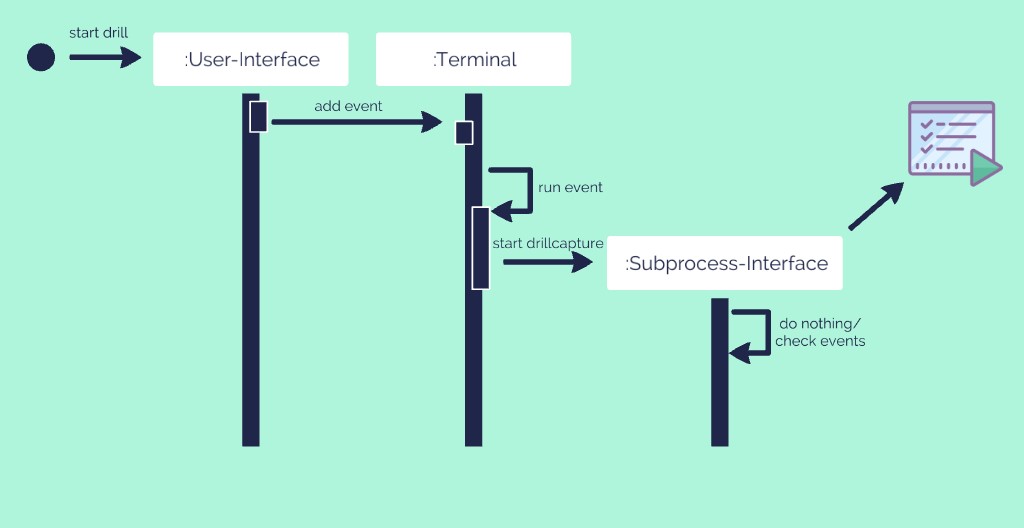 start drill
:User-Interface
:Terminal
add event
run event
start drillcapture
:Subprocess-Interface
do nothing/
check events